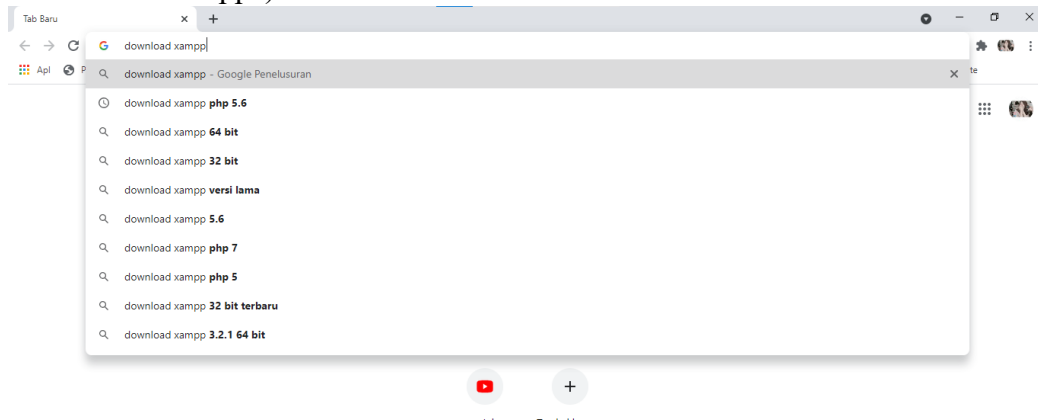 Tab Baru
download xampp
Apl
download xampp - Google Penelusuran
te
download xampp php 5.6
download xampp 64 bit
download xampp 32 bit
download xampp versi lama
download xampp 5.6
download xampp php 7
download xampp php 5
download xampp 32 bit terbaru
download xampp 3.2.1 64 bit